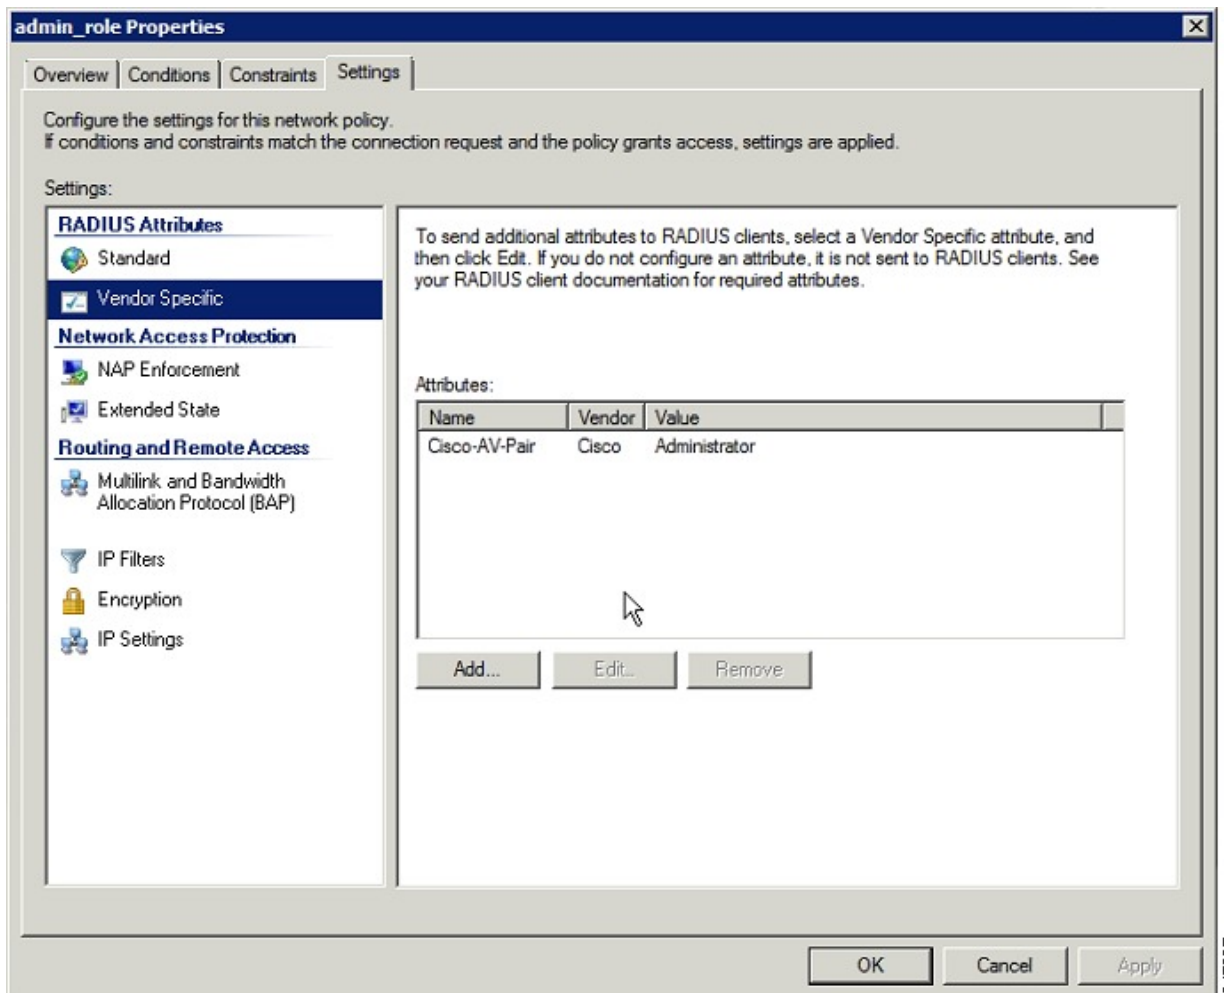 admin_role Properties
Overview Conditions Constraints Settings
Configure the settings for this network policy.
If conditions and constraints match the connection request and the policy grants access, settings are applied.
Settings:
RADIUS Attributes
Standard
Vendor Specific
Network Access Protection
NAP Enforcement
Extended State
Routing and Remote Access
Multilink and Bandwidth
Allocation Protocol (BAP)
IP Filters
Encryption
IP Settings
To send additional attributes to RADIUS clients, select a Vendor Specific attribute, and
then click Edit. If you do not configure an attribute, it is not sent to RADIUS clients. See
your RADIUS client documentation for required attributes.
Attributes:
Name Vendor Value
Cisco-AV-Pair Cisco Administrator
Add... Edit... Remove
OK Cancel Apply